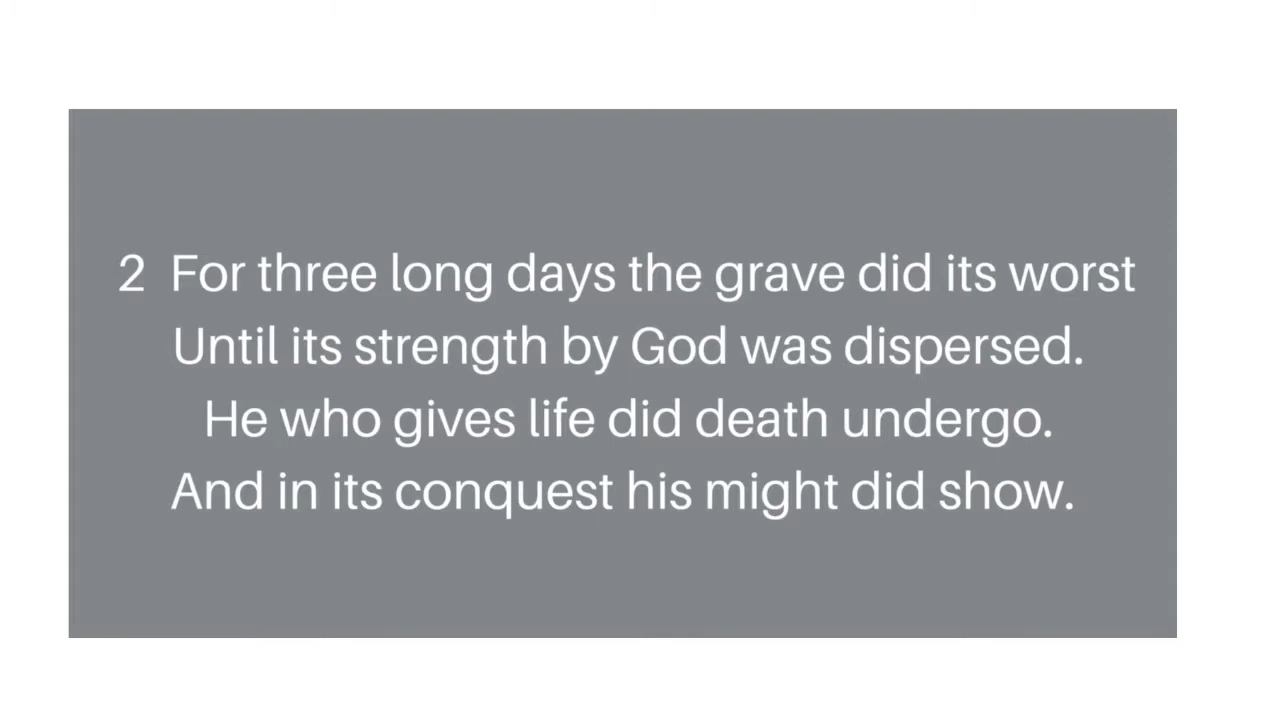 2 For three long days the grave did its worst
Until its strength by God was dispersed.
He who gives life did death undergo.
And in its conquest his might did show.